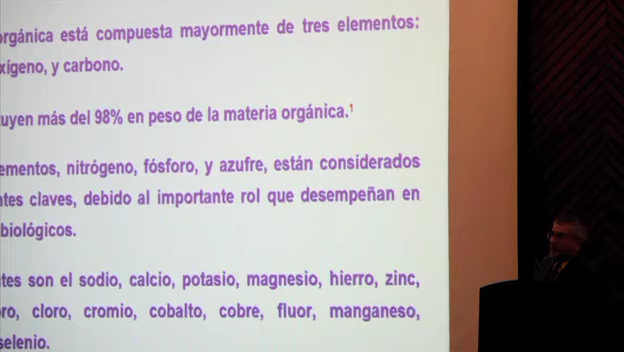 orgánica está compuesta mayormente de tres elementos:
xígeno, y carbono.
uyen más del 98% en peso de la materia orgánica.¹
ementos, nitrógeno, fósforo, y azufre, están considerados
ntes claves, debido al importante rol que desempeñan en
biológicos.
tes son el sodio, calcio, potasio, magnesio, hierro, zinc,
ro, cloro, cromio, cobalto, cobre, fluor, manganeso,
selenio.